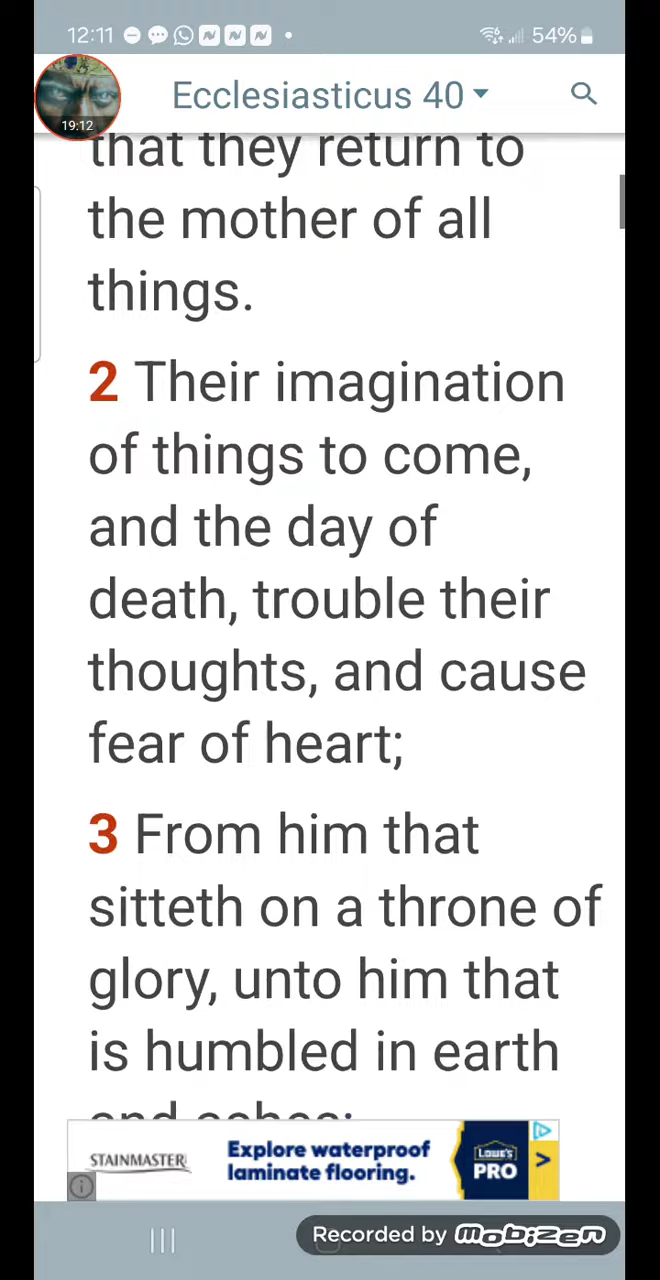 12:11
54%
19:12
Ecclesiasticus 40
that they return to
the mother of all
things.
2 Their imagination
of things to come,
and the day of
death, trouble their
thoughts, and cause
fear of heart;
3 From him that
sitteth on a throne of
glory, unto him that
is humbled in earth
and ashes;
STAINMASTER
Explore waterproof
laminate flooring.
LOWE'S
PRO
Recorded by mobizen